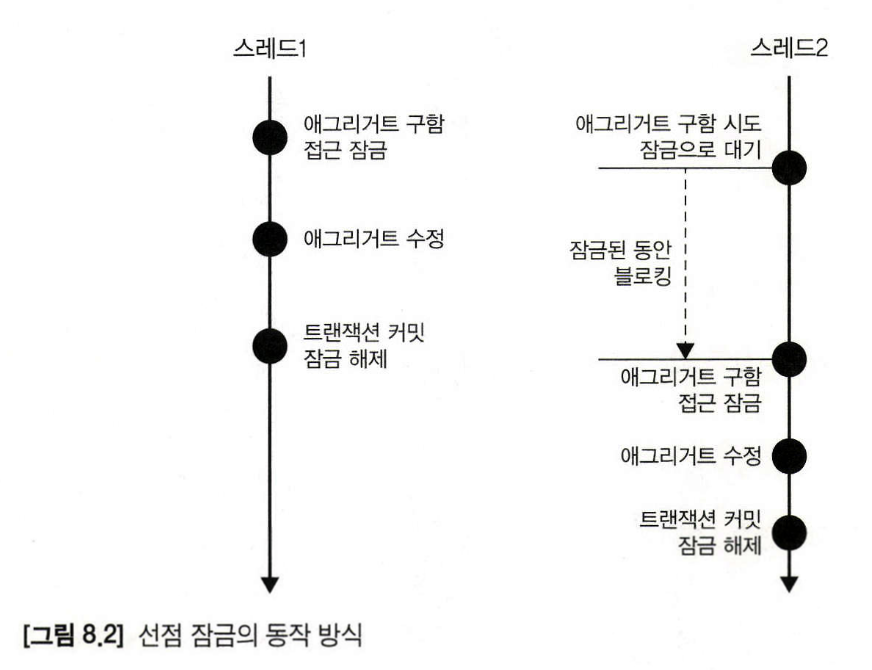 스레드1
애그리거트 구함
접근 잠금
애그리거트 수정
트랜잭션 커밋
잠금 해제
스레드2
애그리거트 구함 시도
잠금으로 대기
잠금된 동안
블로킹
애그리거트 구함
접근 잠금
애그리거트 수정
트랜잭션 커밋
잠금 해제
[그림 8.2] 선점 잠금의 동작 방식